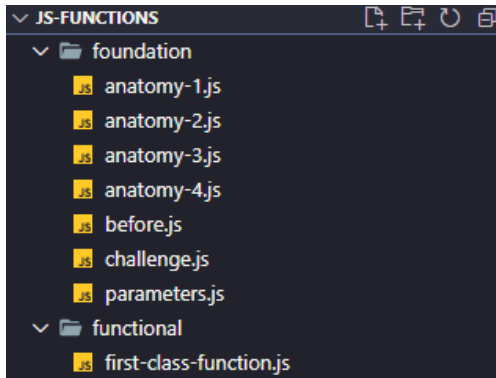 JS-FUNCTIONS
foundation
JS anatomy-1.js
JS anatomy-2.js
JS anatomy-3.js
JS anatomy-4.js
JS before.js
JS challenge.js
JS parameters.js
functional
JS first-class-function.js